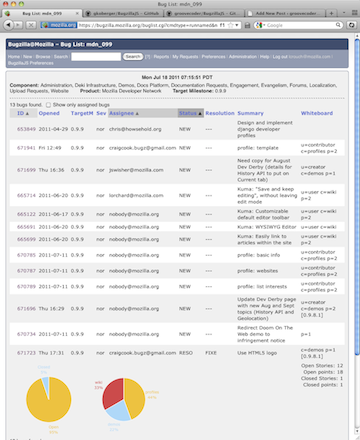 Bug List: mdn_099
Bug List: mdn_099
Add New Post ‹ groovecoder
mozilla.org
https://bugzilla.mozilla.org/buglist.cgi?cmdtype=runnamed&n
Bugzilla@Mozilla – Bug List: mdn_099
Home | New | Browse | Search |
Search
[?] | Reports | My Requests | Preferences | Administration | Help | Log out
Bugzilla|U Preferences
Mon Jul 18 2011 07:15:51 PDT
Component: Administration, Deki Infrastructure, Demos, Docs Platform, Documentation Requests, Engagement, Evangelism, Forums, Localization,
Upload Requests, Website Product: Mozilla Developer Network Target Milestone: 0.9.9
13 bugs found. Show only assigned bugs
ID Opened TargetM Sev Assignee Status Resolution Summary Whiteboard
653849 2011-04-29 0.9.9 nor chris@howsehold.org NEW --- Design and implement django developer profiles
671941 Fri 12:49 0.9.9 nor craigcook.bugz@gmail.com NEW --- profile: template u=contributor c=profiles p=2
671699 Thu 16:36 0.9.9 nor jswisher@mozilla.com NEW --- Need copy for August Dev Derby (details for History API to put on Current tab) u=creator c=demos p=1
665714 2011-06-20 0.9.9 nor lorchard@mozilla.com NEW --- Kuma: "Save and keep editing", without leaving edit mode u=user c=wiki p=2
665122 2011-06-17 0.9.9 nor nobody@mozilla.org NEW --- Kuma: Customizable default editor toolbar u=user c=wiki p=2
665691 2011-06-20 0.9.9 nor nobody@mozilla.org NEW --- Kuma: WYSIWYG Editor u=user c=wiki
665699 2011-06-20 0.9.9 nor nobody@mozilla.org NEW --- Kuma: Easily link to articles within the site u=user c=wiki p=2
670785 2011-07-11 0.9.9 nor nobody@mozilla.org NEW --- profile: basic info u=contributor c=profiles p=2
670787 2011-07-11 0.9.9 nor nobody@mozilla.org NEW --- profile: websites u=contributor c=profiles p=2
670789 2011-07-11 0.9.9 nor nobody@mozilla.org NEW --- profile: list interests u=contributor c=profiles p=2
671696 Thu 16:29 0.9.9 nor nobody@mozilla.org NEW --- Update Dev Derby page with new Aug and Sept topics (History API and Geolocation) u=creator c=demos p=1 [0.9.8.1]
670734 2011-07-11 0.9.9 nor nobody@mozilla.org NEW --- Redirect Doom On The Web demo to infringement notice p=1
671723 Thu 17:31 0.9.9 nor craigcook.bugz@gmail.com RESO FIXE Use HTML5 logo c=demos p=1 [0.9.8.1]
Open Stories: 12
Open points: 18
Closed Stories: 1
Closed points: 1